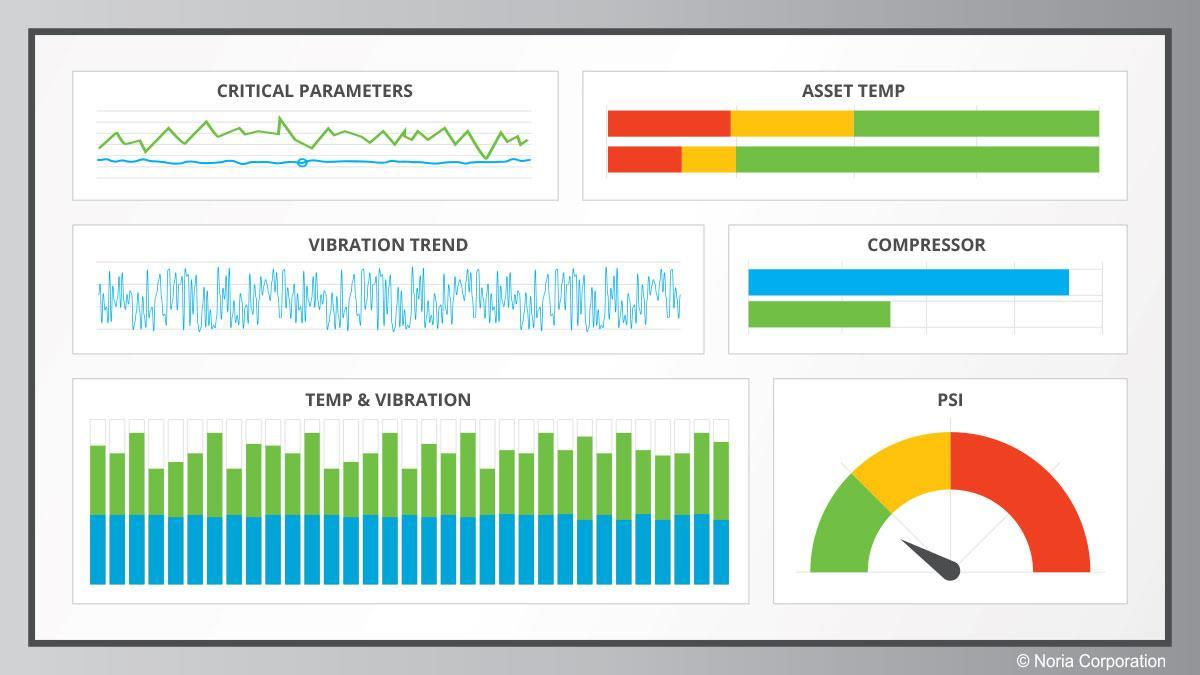 CRITICAL PARAMETERS
ASSET TEMP
VIBRATION TREND
COMPRESSOR
TEMP & VIBRATION
PSI
© Noria Corporation